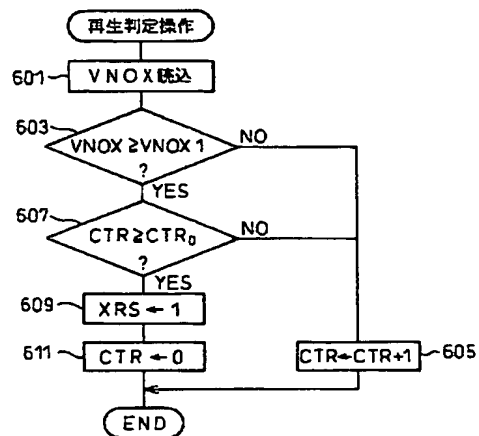 再生判定操作
601
VNOX読込
603
VNOX≧VNOX1
?
NO
YES
607
CTR≧CTR₀
?
NO
YES
609
XRS←1
611
CTR←0
CTR←CTR+1
605
END